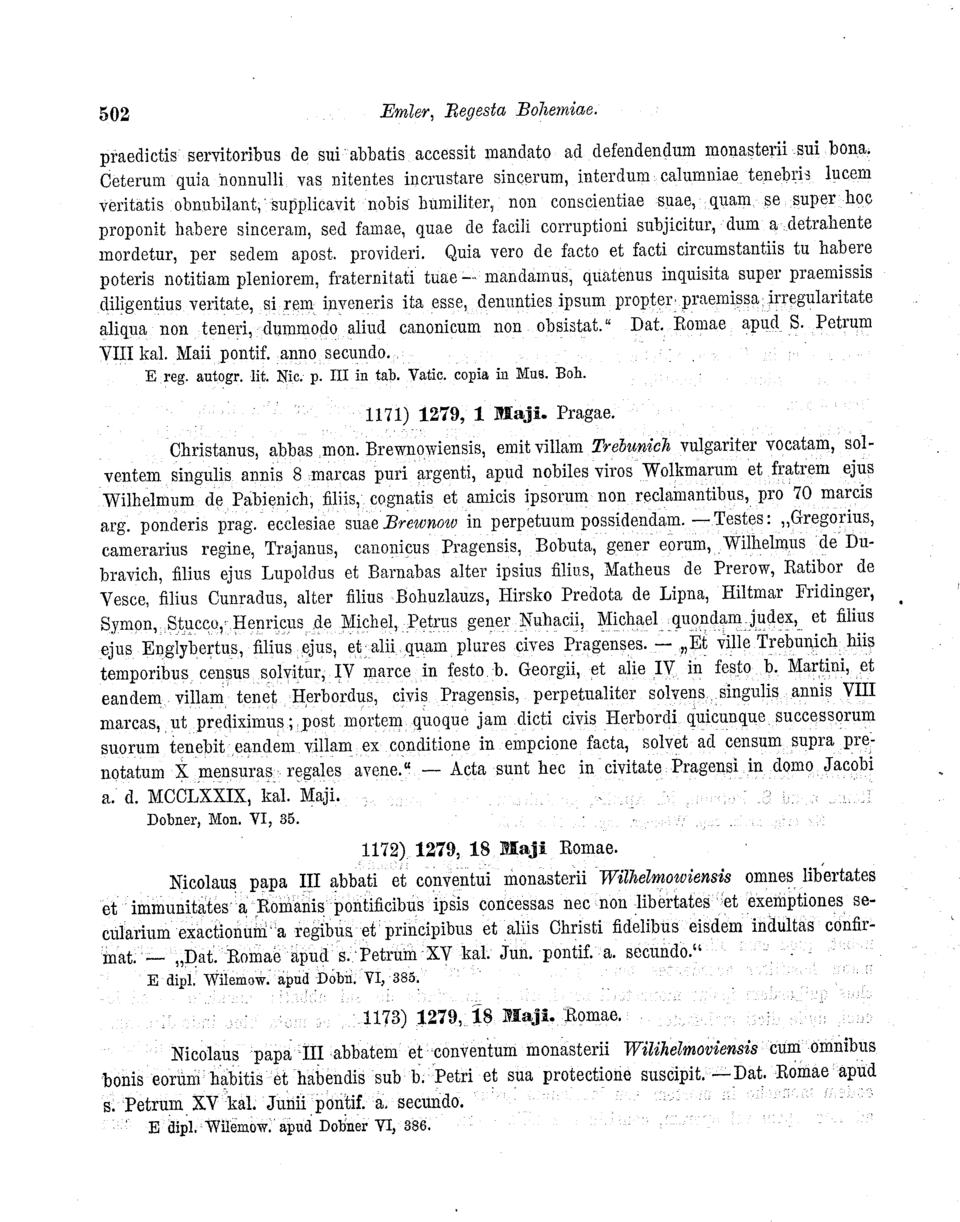 502 Emler, Regesta Bohemiae.
praedictis servitoribus de sui abbatis accessit mandato ad defendendum monasterii sui bona.
Ceterum quia nonnulli vas nitentes incrustare sincerum, interdum calumniae tenebris lucem
veritatis obnubilant, supplicavit nobis humiliter, non conscientiae suae, quam se super hoc
proponit habere sinceram, sed famae, quae de facili corruptioni subjicitur, dum a detrahente
mordetur, per sedem apost. provideri. Quia vero de facto et facti circumstantiis tu habere
poteris notitiam pleniorem, fraternitati tuae — mandamus, quatenus inquisita super praemissis
diligentius veritate, si rem inveneris ita esse, denunties ipsum propter praemissa irregularitate
aliqua non teneri, dummodo aliud canonicum non obsistat.“ Dat. Romae apud S. Petrum
VIII kal. Maii pontif. anno secundo.
E reg. autogr. lit. Nic. p. III in tab. Vatic. copia in Mus. Boh.
1171) 1279, 1 Maji. Pragae.
Christanus, abbas mon. Brewnowiensis, emit villam Trebunich vulgariter vocatam, sol-
ventem singulis annis 8 marcas puri argenti, apud nobiles viros Wolkmarum et fratrem ejus
Wilhelmum de Pabienich, filiis, cognatis et amicis ipsorum non reclamantibus, pro 70 marcis
arg. ponderis prag. ecclesiae suae Brewnow in perpetuum possidendam. — Testes: „Gregorius,
camerarius regine, Trajanus, canonicus Pragensis, Bobuta, gener eorum, Wilhelmus de Du-
bravich, filius ejus Lupoldus et Barnabas alter ipsius filius, Matheus de Prerow, Ratibor de
Vesce, filius Cunradus, alter filius Bohuzlauzs, Hirsko Predota de Lipna, Hiltmar Fridinger,
Symon, Stucco, Henricus de Michel, Petrus gener Nuhacii, Michael quondam judex, et filius
ejus Englybertus, filius ejus, et alii quam plures cives Pragenses. — „Et ville Trebunich hiis
temporibus census solvitur, IV marce in festo b. Georgii, et alie IV in festo b. Martini, et
eandem villam tenet Herbordus, civis Pragensis, perpetualiter solvens singulis annis VIII
marcas, ut prediximus; post mortem quoque jam dicti civis Herbordi quicunque successorum
suorum tenebit eandem villam ex conditione in empcione facta, solvet ad censum supra pre-
notatum X mensuras regales avene.“ — Acta sunt hec in civitate Pragensi in domo Jacobi
a. d. MCCLXXIX, kal. Maji.
Dobner, Mon. VI, 35.
1172) 1279, 18 Maji Romae.
Nicolaus papa III abbati et conventui monasterii Wilhelmowiensis omnes libertates
et immunitates a Romanis pontificibus ipsis concessas nec non libertates et exemptiones se-
cularium exactionum a regibus et principibus et aliis Christi fidelibus eisdem indultas confir-
mat. — „Dat. Romae apud s. Petrum XV kal. Jun. pontif. a. secundo.“
E dipl. Wilemow. apud Dobn. VI, 385.
1173) 1279, 18 Maji. Romae.
Nicolaus papa III abbatem et conventum monasterii Wilihelmoviensis cum omnibus
bonis eorum habitis et habendis sub b. Petri et sua protectione suscipit. — Dat. Romae apud
s. Petrum XV kal. Junii pontif. a. secundo.
E dipl. Wilemow. apud Dobner VI, 386.